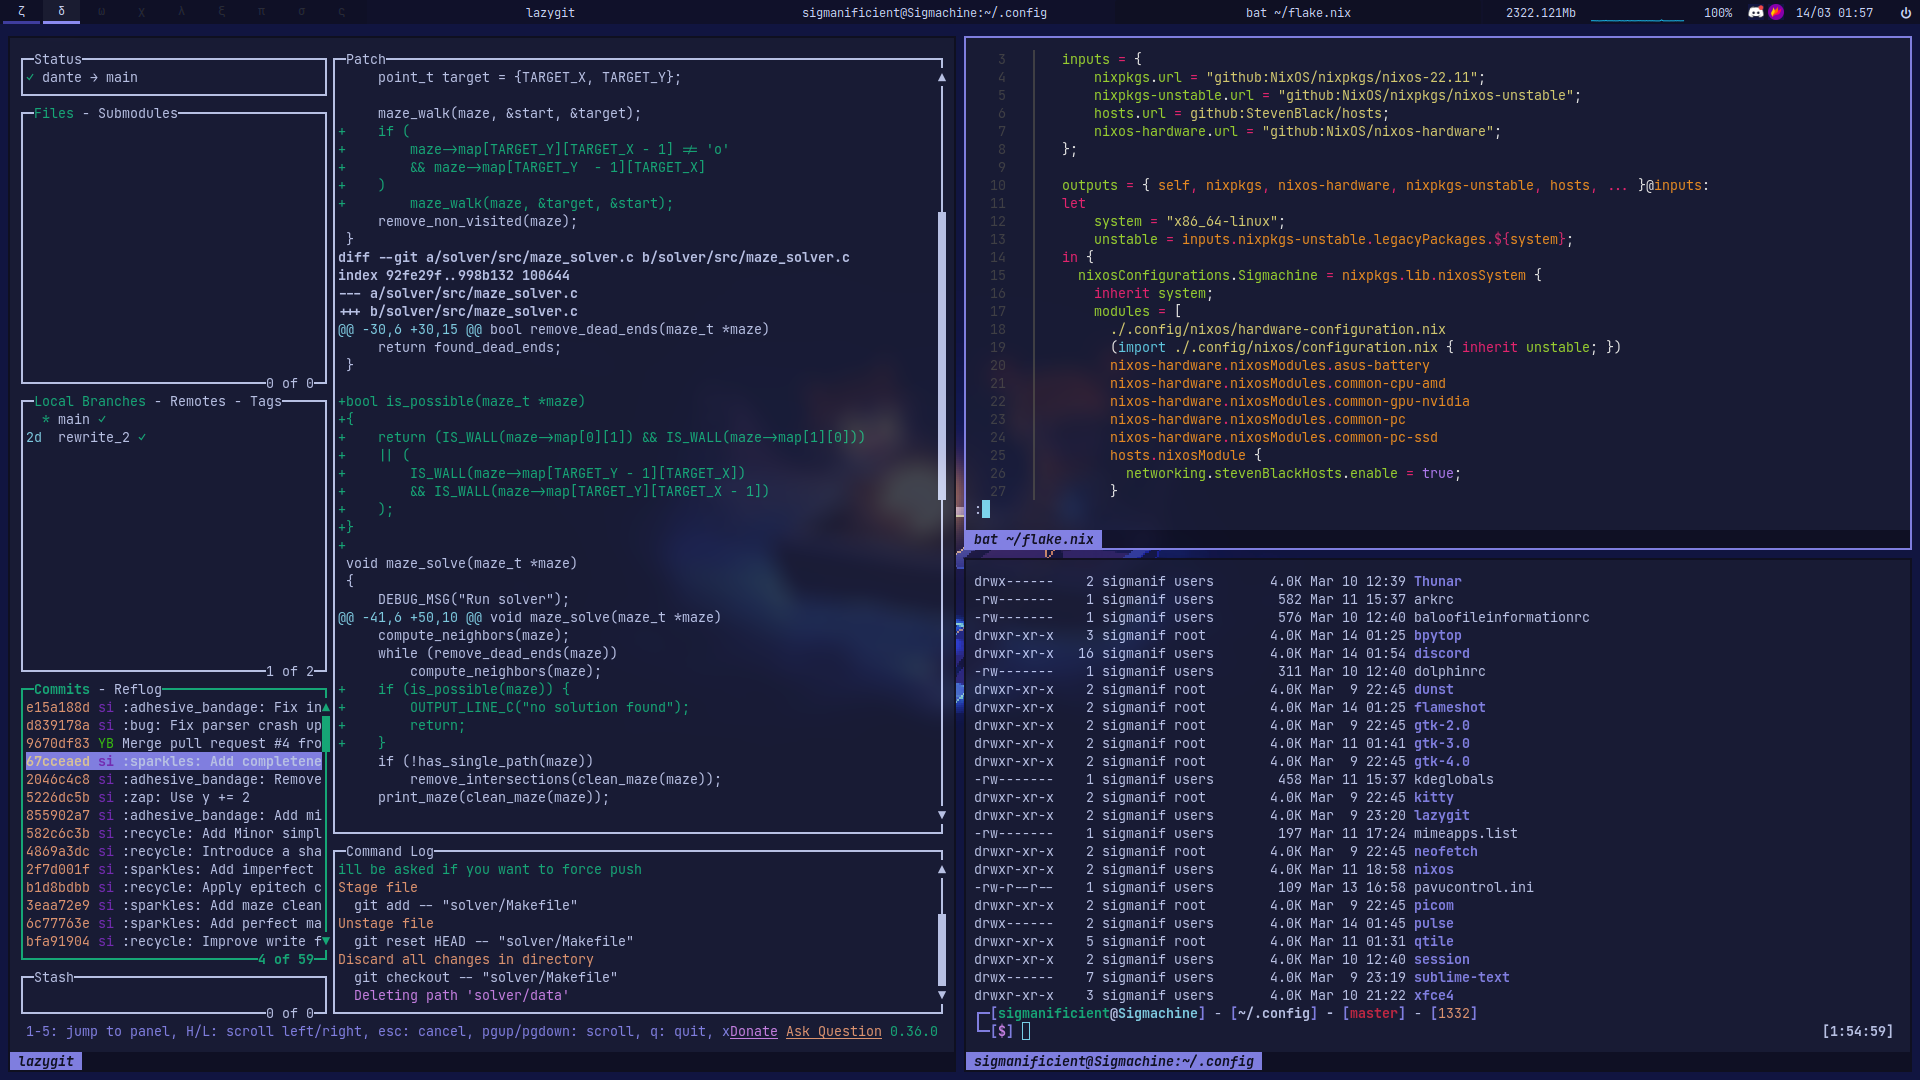 ζ δ ω χ λ ξ π σ ς lazygit sigmanificient@Sigmachine:~/.config bat ~/flake.nix 2322.121Mb 100% 14/03 01:57
Status
✓ dante → main
Files - Submodules
0 of 0
Local Branches - Remotes - Tags
* main ✓
2d rewrite_2 ✓
1 of 2
Commits - Reflog
e15a188d si :adhesive_bandage: Fix in
d839178a si :bug: Fix parser crash up
9670df83 YB Merge pull request #4 fro
67cceaed si :sparkles: Add completene
2046c4c8 si :adhesive_bandage: Remove
5226dc5b si :zap: Use y += 2
855902a7 si :adhesive_bandage: Add mi
582c6c3b si :recycle: Add Minor simpl
4869a3dc si :recycle: Introduce a sha
2f7d001f si :sparkles: Add imperfect
b1d8bdbb si :recycle: Apply epitech c
3eaa72e9 si :sparkles: Add maze clean
6c77763e si :sparkles: Add perfect ma
bfa91904 si :recycle: Improve write f
4 of 59
Stash
0 of 0
Patch
point_t target = {TARGET_X, TARGET_Y};
maze_walk(maze, &start, &target);
+ if (
+ maze->map[TARGET_Y][TARGET_X - 1] != 'o'
+ && maze->map[TARGET_Y  - 1][TARGET_X]
+ )
+ maze_walk(maze, &target, &start);
remove_non_visited(maze);
}
diff --git a/solver/src/maze_solver.c b/solver/src/maze_solver.c
index 92fe29f..998b132 100644
--- a/solver/src/maze_solver.c
+++ b/solver/src/maze_solver.c
@@ -30,6 +30,15 @@ bool remove_dead_ends(maze_t *maze)
return found_dead_ends;
}
+bool is_possible(maze_t *maze)
+{
+ return (IS_WALL(maze->map[0][1]) && IS_WALL(maze->map[1][0]))
+ || (
+ IS_WALL(maze->map[TARGET_Y - 1][TARGET_X])
+ && IS_WALL(maze->map[TARGET_Y][TARGET_X - 1])
+ );
+}
+
void maze_solve(maze_t *maze)
{
DEBUG_MSG("Run solver");
@@ -41,6 +50,10 @@ void maze_solve(maze_t *maze)
compute_neighbors(maze);
while (remove_dead_ends(maze))
compute_neighbors(maze);
+ if (is_possible(maze)) {
+ OUTPUT_LINE_C("no solution found");
+ return;
+ }
if (!has_single_path(maze))
remove_intersections(clean_maze(maze));
print_maze(clean_maze(maze));
Command Log
ill be asked if you want to force push
Stage file
git add -- "solver/Makefile"
Unstage file
git reset HEAD -- "solver/Makefile"
Discard all changes in directory
git checkout -- "solver/Makefile"
Deleting path 'solver/data'
1-5: jump to panel, H/L: scroll left/right, esc: cancel, pgup/pgdown: scroll, q: quit, xDonate Ask Question 0.36.0
lazygit
3 inputs = {
4 nixpkgs.url = "github:NixOS/nixpkgs/nixos-22.11";
5 nixpkgs-unstable.url = "github:NixOS/nixpkgs/nixos-unstable";
6 hosts.url = github:StevenBlack/hosts;
7 nixos-hardware.url = "github:NixOS/nixos-hardware";
8 };
9
10 outputs = { self, nixpkgs, nixos-hardware, nixpkgs-unstable, hosts, ... }@inputs:
11 let
12 system = "x86_64-linux";
13 unstable = inputs.nixpkgs-unstable.legacyPackages.${system};
14 in {
15 nixosConfigurations.Sigmachine = nixpkgs.lib.nixosSystem {
16 inherit system;
17 modules = [
18 ./.config/nixos/hardware-configuration.nix
19 (import ./.config/nixos/configuration.nix { inherit unstable; })
20 nixos-hardware.nixosModules.asus-battery
21 nixos-hardware.nixosModules.common-cpu-amd
22 nixos-hardware.nixosModules.common-gpu-nvidia
23 nixos-hardware.nixosModules.common-pc
24 nixos-hardware.nixosModules.common-pc-ssd
25 hosts.nixosModule {
26 networking.stevenBlackHosts.enable = true;
27 }
:
bat ~/flake.nix
drwx------ 2 sigmanif users 4.0K Mar 10 12:39 Thunar
-rw------- 1 sigmanif users 582 Mar 11 15:37 arkrc
-rw------- 1 sigmanif users 576 Mar 10 12:40 baloofileinformationrc
drwxr-xr-x 3 sigmanif root 4.0K Mar 14 01:25 bpytop
drwxr-xr-x 16 sigmanif users 4.0K Mar 14 01:54 discord
-rw------- 1 sigmanif users 311 Mar 10 12:40 dolphinrc
drwxr-xr-x 2 sigmanif root 4.0K Mar  9 22:45 dunst
drwxr-xr-x 2 sigmanif root 4.0K Mar 14 01:25 flameshot
drwxr-xr-x 2 sigmanif root 4.0K Mar  9 22:45 gtk-2.0
drwxr-xr-x 2 sigmanif users 4.0K Mar 11 01:41 gtk-3.0
drwxr-xr-x 2 sigmanif root 4.0K Mar  9 22:45 gtk-4.0
-rw------- 1 sigmanif users 458 Mar 11 15:37 kdeglobals
drwxr-xr-x 2 sigmanif root 4.0K Mar  9 22:45 kitty
drwxr-xr-x 2 sigmanif users 4.0K Mar  9 23:20 lazygit
-rw------- 1 sigmanif users 197 Mar 11 17:24 mimeapps.list
drwxr-xr-x 2 sigmanif root 4.0K Mar  9 22:45 neofetch
drwxr-xr-x 2 sigmanif users 4.0K Mar 11 18:58 nixos
-rw-r--r-- 1 sigmanif users 109 Mar 13 16:58 pavucontrol.ini
drwxr-xr-x 2 sigmanif root 4.0K Mar  9 22:45 picom
drwx------ 2 sigmanif users 4.0K Mar 14 01:45 pulse
drwxr-xr-x 5 sigmanif root 4.0K Mar 11 01:31 qtile
drwxr-xr-x 2 sigmanif users 4.0K Mar 10 12:40 session
drwx------ 7 sigmanif users 4.0K Mar  9 23:19 sublime-text
drwxr-xr-x 3 sigmanif users 4.0K Mar 10 21:22 xfce4
┌─[sigmanificient@Sigmachine] - [~/.config] - [master] - [1332]
└─[$] [1:54:59]
sigmanificient@Sigmachine:~/.config